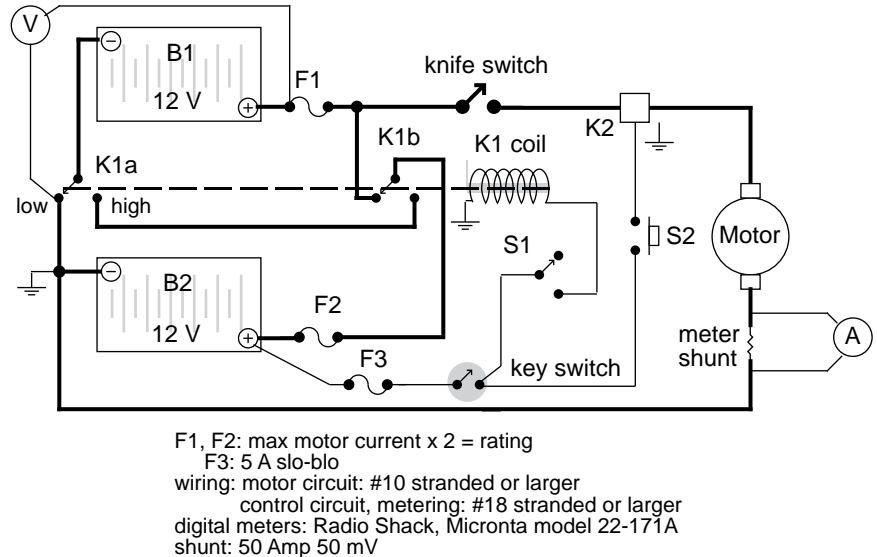 V
B1
12 V
F1
knife switch
K2
K1a
K1b
K1 coil
low
high
S1
S2
Motor
B2
12 V
F2
F3
key switch
meter
shunt
A
F1, F2: max motor current x 2 = rating
F3: 5 A slo-blo
wiring: motor circuit: #10 stranded or larger
control circuit, metering: #18 stranded or larger
digital meters: Radio Shack, Micronta model 22-171A
shunt: 50 Amp 50 mV